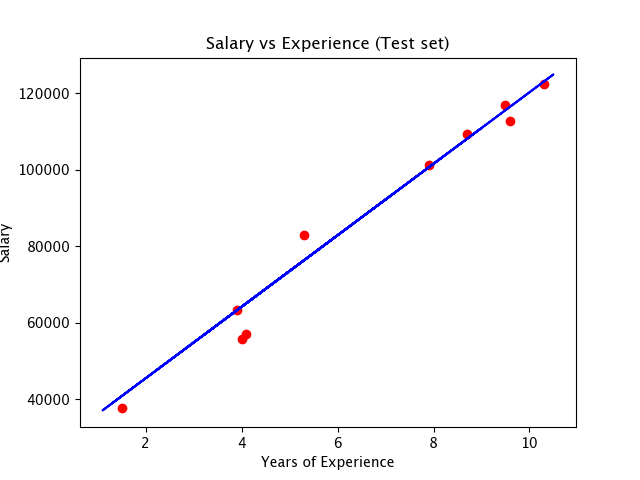 Salary vs Experience (Test set)
120000
100000
80000
60000
40000
Salary
2 4 6 8 10
Years of Experience